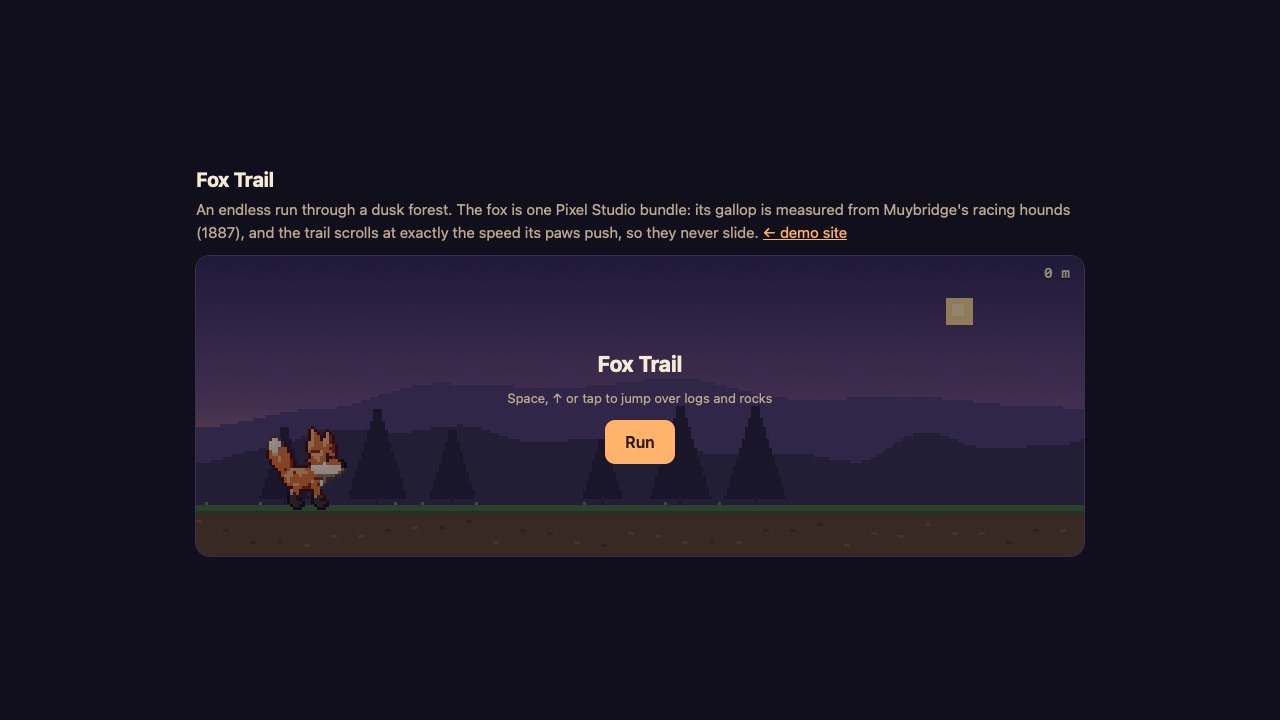 Fox Trail
An endless run through a dusk forest. The fox is one Pixel Studio bundle: its gallop is measured from Muybridge's racing hounds
(1887), and the trail scrolls at exactly the speed its paws push, so they never slide. ← demo site
0 m
Fox Trail
Space, ↑ or tap to jump over logs and rocks
Run